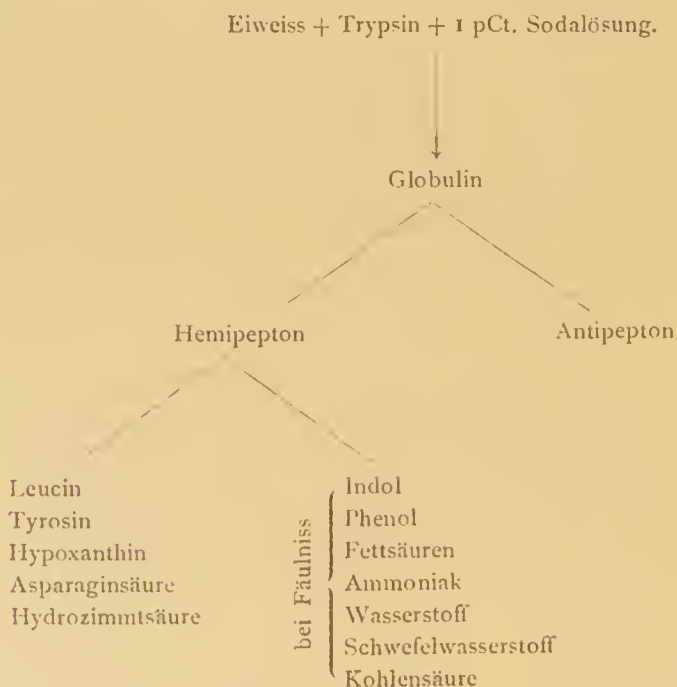 Eiweiss + Trypsin + 1 pCt. Sodalösung.
Globulin
Hemipepton
Antipepton
Leucin
Tyrosin
Hypoxanthin
Asparaginsäure
Hydrozimmtsäure
bei Fäulniss
Indol
Phenol
Fettsäuren
Ammoniak
Wasserstoff
Schwefelwasserstoff
Kohlensäure